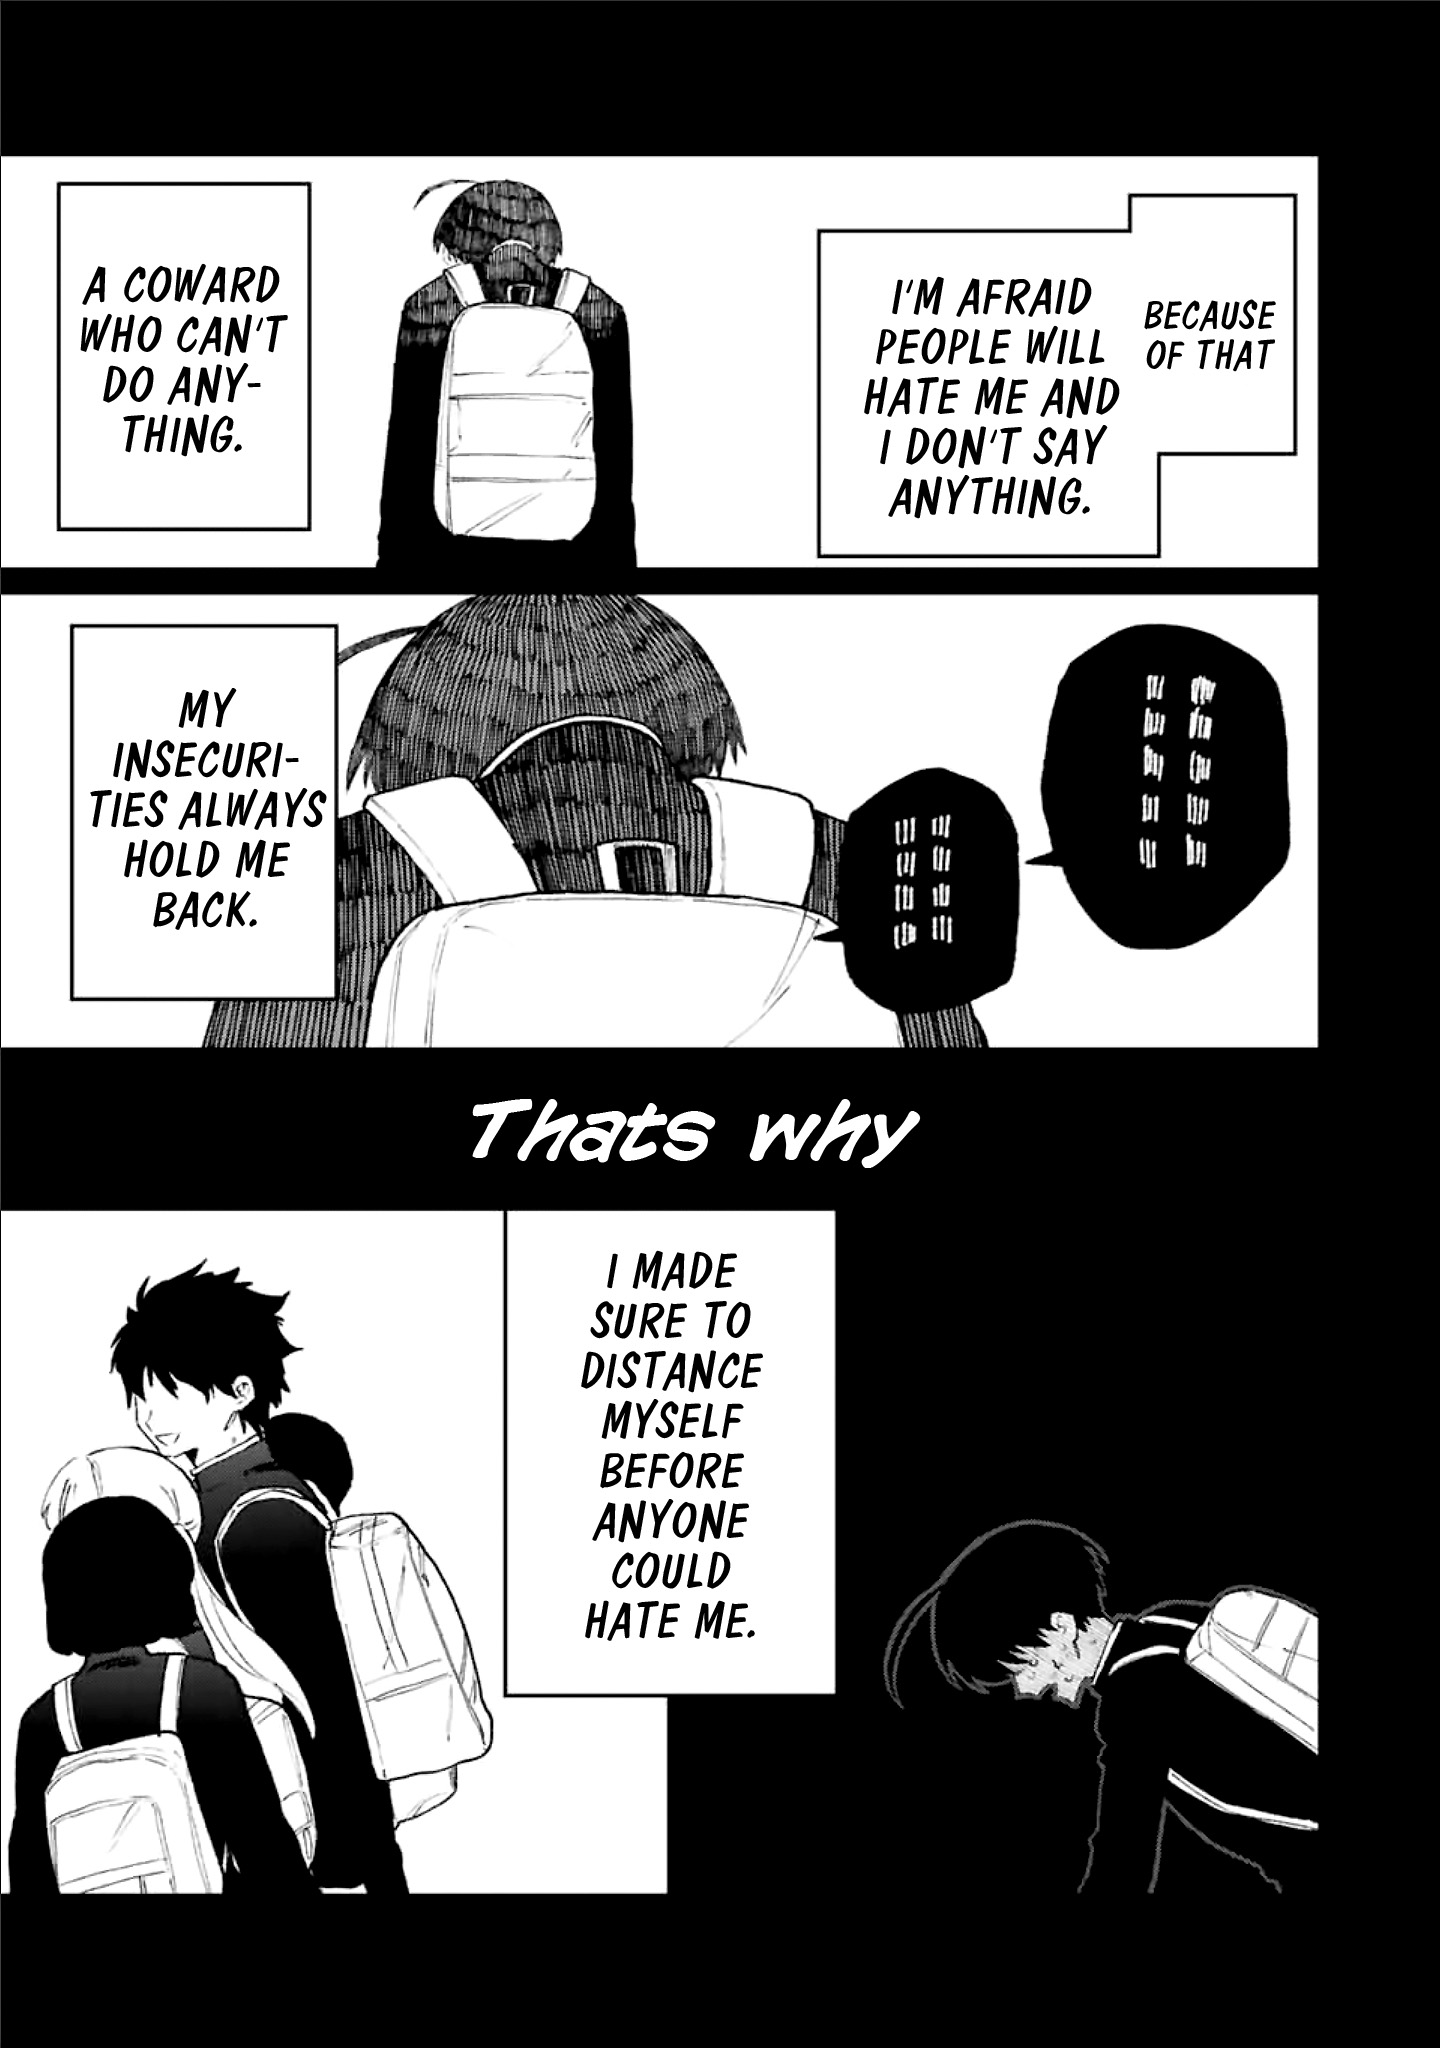 BECAUSE
OF THAT
I'M AFRAID
PEOPLE WILL
HATE ME AND
I DON'T SAY
ANYTHING.
A COWARD
WHO CAN'T
DO ANY-
THING.
MY
INSECURI-
TIES ALWAYS
HOLD ME
BACK.
Thats why
I MADE
SURE TO
DISTANCE
MYSELF
BEFORE
ANYONE
COULD
HATE ME.